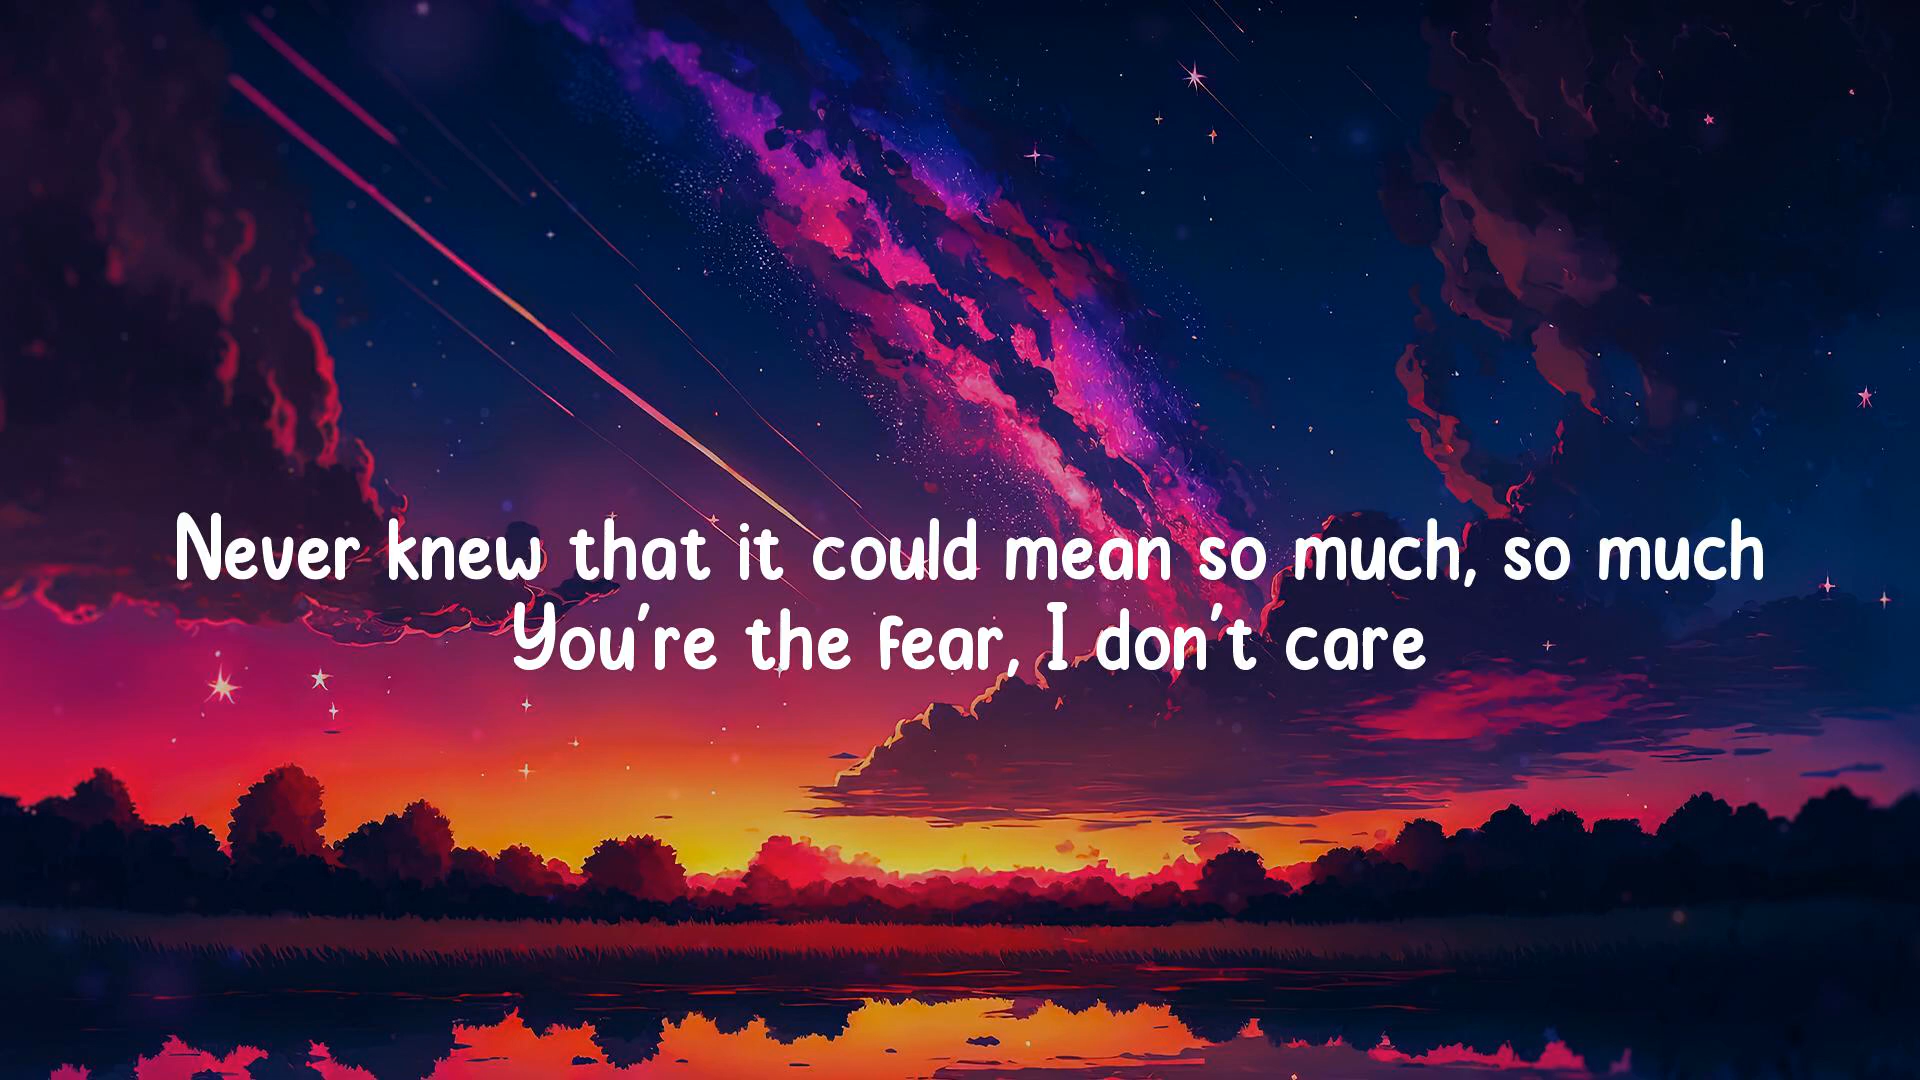 Never knew that it could mean so much, so much
You're the fear, I don't care